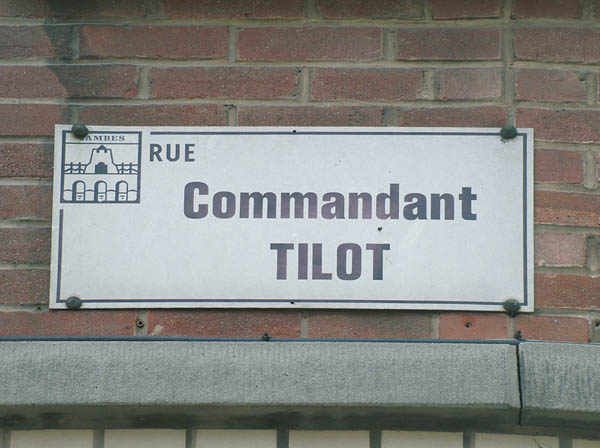 JAMBES
RUE
Commandant
TILOT